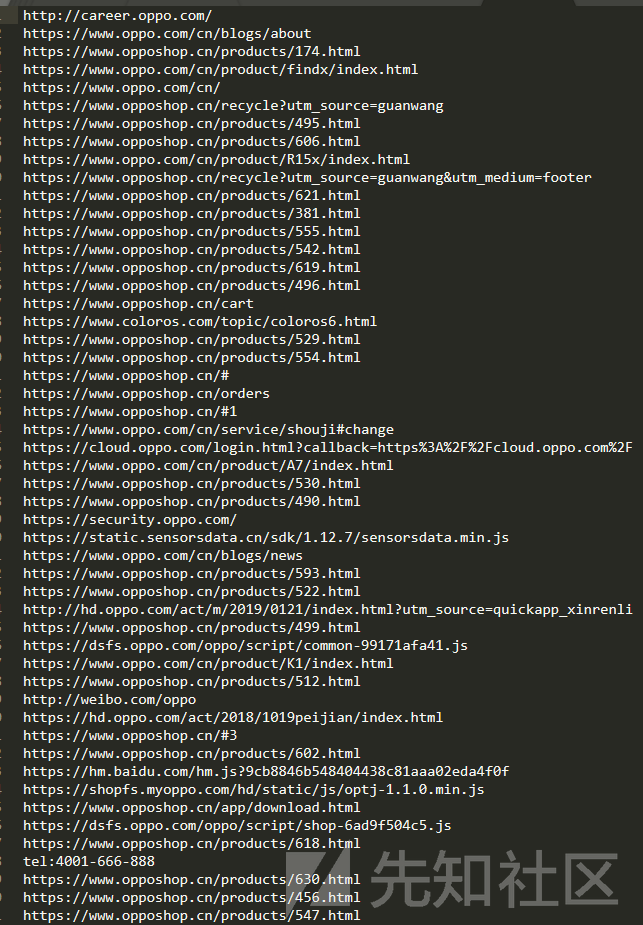 http://career.oppo.com/
https://www.oppo.com/cn/blogs/about
https://www.opposhop.cn/products/174.html
https://www.oppo.com/cn/product/findx/index.html
https://www.oppo.com/cn/
https://www.opposhop.cn/recycle?utm_source=guanwang
https://www.opposhop.cn/products/495.html
https://www.opposhop.cn/products/606.html
https://www.oppo.com/cn/product/R15x/index.html
https://www.opposhop.cn/recycle?utm_source=guanwang&utm_medium=footer
https://www.opposhop.cn/products/621.html
https://www.opposhop.cn/products/381.html
https://www.opposhop.cn/products/555.html
https://www.opposhop.cn/products/542.html
https://www.opposhop.cn/products/619.html
https://www.opposhop.cn/products/496.html
https://www.opposhop.cn/cart
https://www.coloros.com/topic/coloros6.html
https://www.opposhop.cn/products/529.html
https://www.opposhop.cn/products/554.html
https://www.opposhop.cn/#
https://www.opposhop.cn/orders
https://www.opposhop.cn/#1
https://www.oppo.com/cn/service/shouji#change
https://cloud.oppo.com/login.html?callback=https%3A%2F%2Fcloud.oppo.com%2F
https://www.oppo.com/cn/product/A7/index.html
https://www.opposhop.cn/products/530.html
https://www.opposhop.cn/products/490.html
https://security.oppo.com/
https://static.sensorsdata.cn/sdk/1.12.7/sensorsdata.min.js
https://www.oppo.com/cn/blogs/news
https://www.opposhop.cn/products/593.html
https://www.opposhop.cn/products/522.html
http://hd.oppo.com/act/m/2019/0121/index.html?utm_source=quickapp_xinrenli
https://www.opposhop.cn/products/499.html
https://dsfs.oppo.com/oppo/script/common-99171afa41.js
https://www.oppo.com/cn/product/K1/index.html
https://www.opposhop.cn/products/512.html
http://weibo.com/oppo
https://hd.oppo.com/act/2018/1019peijian/index.html
https://www.opposhop.cn/#3
https://www.opposhop.cn/products/602.html
https://hm.baidu.com/hm.js?9cb8846b548404438c81aaa02eda4f0f
https://shopfs.myoppo.com/hd/static/js/optj-1.1.0.min.js
https://www.opposhop.cn/app/download.html
https://dsfs.oppo.com/oppo/script/shop-6ad9f504c5.js
https://www.opposhop.cn/products/618.html
tel:4001-666-888
https://www.opposhop.cn/products/630.html
https://www.opposhop.cn/products/456.html
https://www.opposhop.cn/products/547.html
先知社区